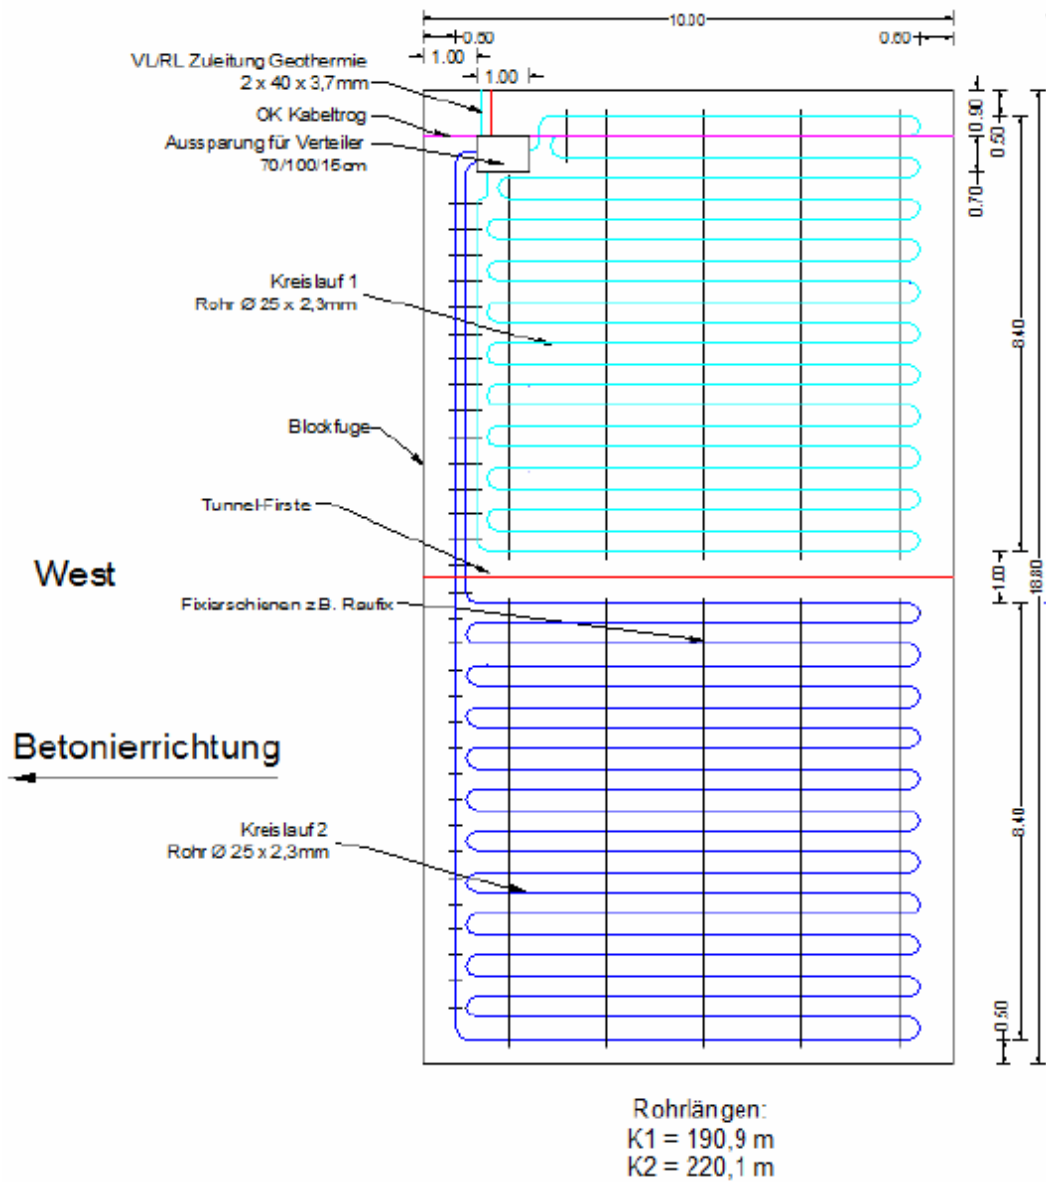 10.00
0.60
0.60
1.00
1.00
VL/RL Zuleitung Geothermie
2 x 40 x 3,7mm
OK Kabeltrog
Aussparung für Verteiler
70/100/15cm
0.90
0.50
0.70
Kreislauf 1
Rohr Ø 25 x 2,3mm
8.40
Blockfuge
Tunnel-Firste
West
1.00
18.80
Fixierschienen z.B. Raufix
Betonierrichtung
8.40
Kreislauf 2
Rohr Ø 25 x 2,3mm
0.50
Rohrlängen:
K1 = 190,9 m
K2 = 220,1 m